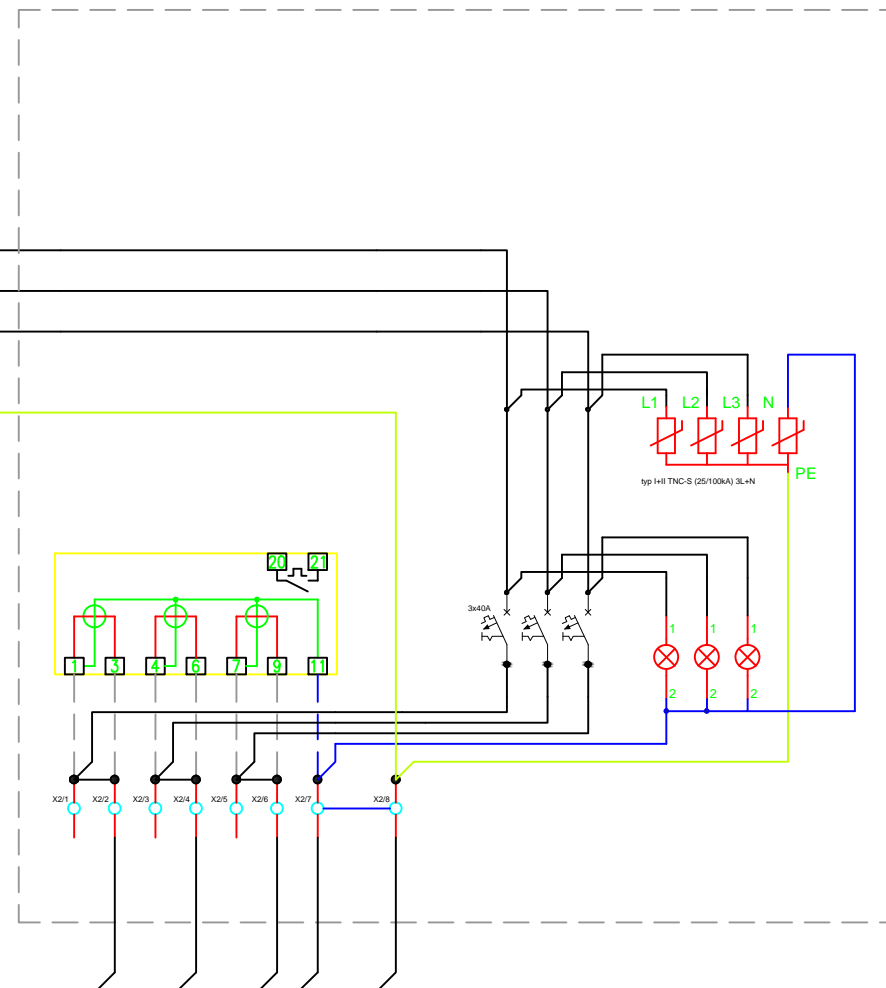 L1 L2 L3 N
PE
typ I+II TNC-S (25/100kA) 3L+N
20 21
3x40A
1 1 1
1 3 4 6 7 9 11
2 2 2
X2/1 X2/2 X2/3 X2/4 X2/5 X2/6 X2/7 X2/8